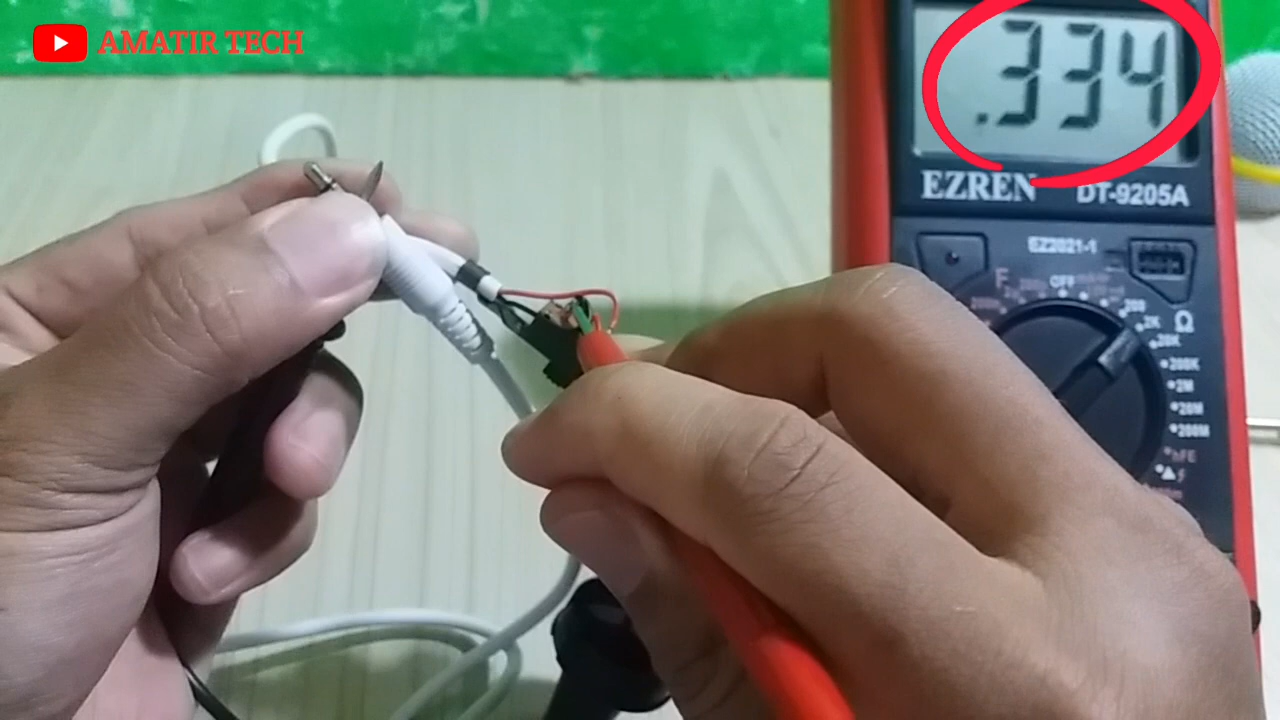 AMATIR TECH
.334
EZREN
DT-9205A
EZ2021-1
F
OFF
200
2K
Ω
20K
200K
2M
20M
200M
hFE